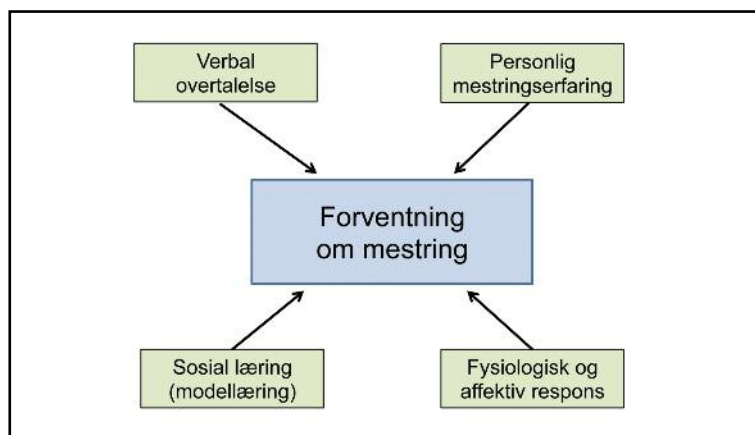 Verbal
overtalelse
Personlig
mestringserfaring
Forventning
om mestring
Sosial læring
(modellæring)
Fysiologisk og
affektiv respons